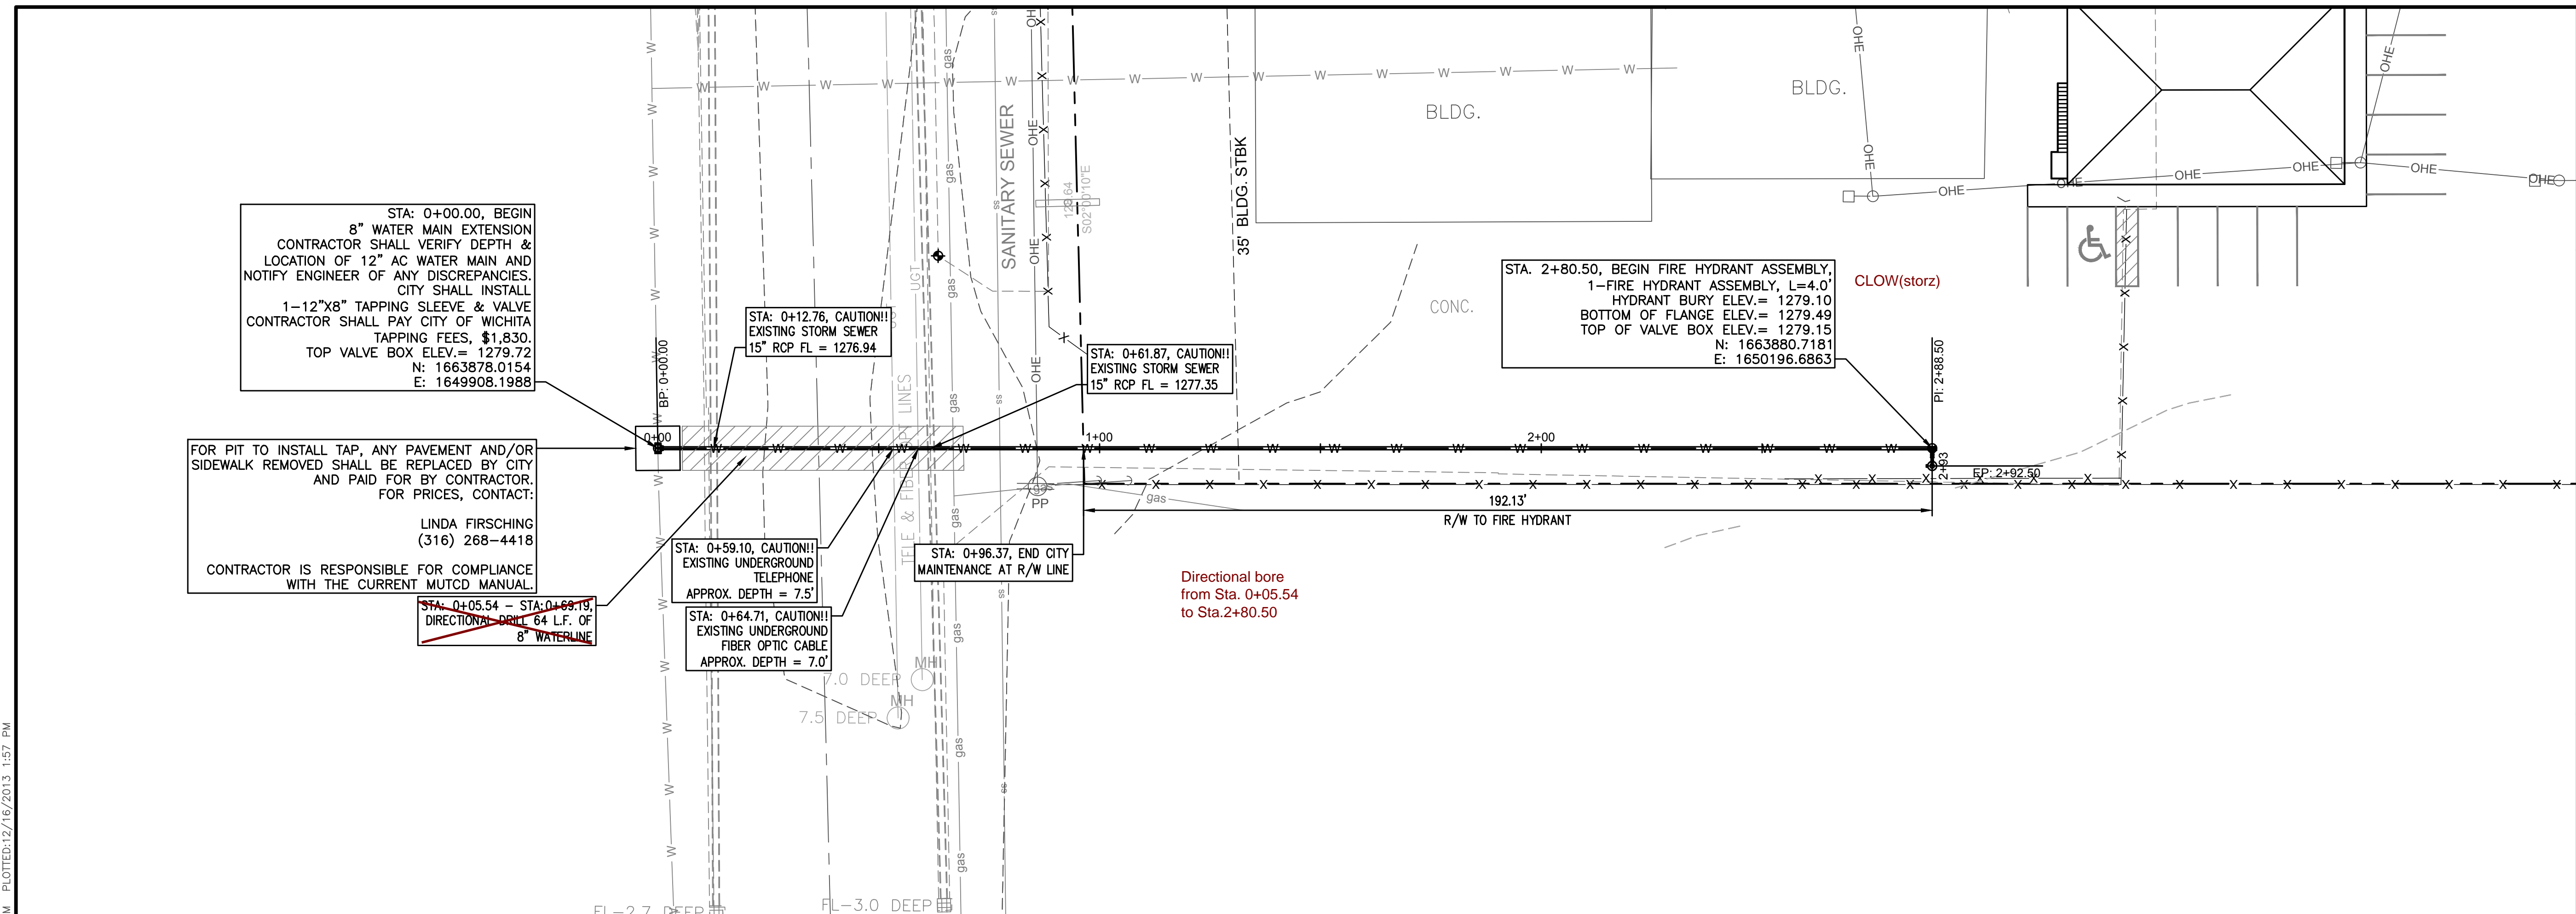 STA: 0+00.00, BEGIN
8" WATER MAIN EXTENSION
CONTRACTOR SHALL VERIFY DEPTH &
LOCATION OF 12" AC WATER MAIN AND
NOTIFY ENGINEER OF ANY DISCREPANCIES.
CITY SHALL INSTALL
1-12"X8" TAPPING SLEEVE & VALVE
CONTRACTOR SHALL PAY CITY OF WICHITA
TAPPING FEES, $1,830.
TOP VALVE BOX ELEV.= 1279.72
N: 1663878.0154
E: 1649908.1988
FOR PIT TO INSTALL TAP, ANY PAVEMENT AND/OR
SIDEWALK REMOVED SHALL BE REPLACED BY CITY
AND PAID FOR BY CONTRACTOR.
FOR PRICES, CONTACT:
LINDA FIRSCHING
(316) 268-4418
CONTRACTOR IS RESPONSIBLE FOR COMPLIANCE
WITH THE CURRENT MUTCD MANUAL.
STA: 0+05.54 - STA:0+69.19,
DIRECTIONAL DRILL 64 L.F. OF
8" WATERLINE
BP: 0+00.00
0+00
STA: 0+12.76, CAUTION!!
EXISTING STORM SEWER
15" RCP FL = 1276.94
STA: 0+59.10, CAUTION!!
EXISTING UNDERGROUND
TELEPHONE
APPROX. DEPTH = 7.5'
STA: 0+64.71, CAUTION!!
EXISTING UNDERGROUND
FIBER OPTIC CABLE
APPROX. DEPTH = 7.0'
UGT
SANITARY SEWER
129.64
S02°00'10"E
35' BLDG. STBK
STA: 0+61.87, CAUTION!!
EXISTING STORM SEWER
15" RCP FL = 1277.35
1+00
2+00
PP
gas
STA: 0+96.37, END CITY
MAINTENANCE AT R/W LINE
192.13'
R/W TO FIRE HYDRANT
Directional bore
from Sta. 0+05.54
to Sta.2+80.50
BLDG.
BLDG.
CONC.
STA. 2+80.50, BEGIN FIRE HYDRANT ASSEMBLY,
1-FIRE HYDRANT ASSEMBLY, L=4.0'
HYDRANT BURY ELEV.= 1279.10
BOTTOM OF FLANGE ELEV.= 1279.49
TOP OF VALVE BOX ELEV.= 1279.15
N: 1663880.7181
E: 1650196.6863
CLOW(storz)
PI: 2+88.50
2+93
EP: 2+92.50
OHE
MH
7.0 DEEP
MH
7.5 DEEP
FL-2.7 DEEP
FL-3.0 DEEP
PLOTTED:12/16/2013 1:57 PM